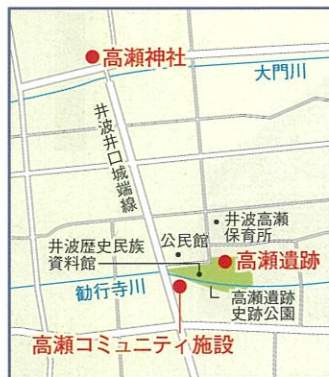 高瀬神社
大門川
井波井口城端線
井波高瀬
保育所
公民館
井波歴史民族
資料館
高瀬遺跡
勧行寺川
高瀬遺跡
史跡公園
高瀬コミュニティ施設